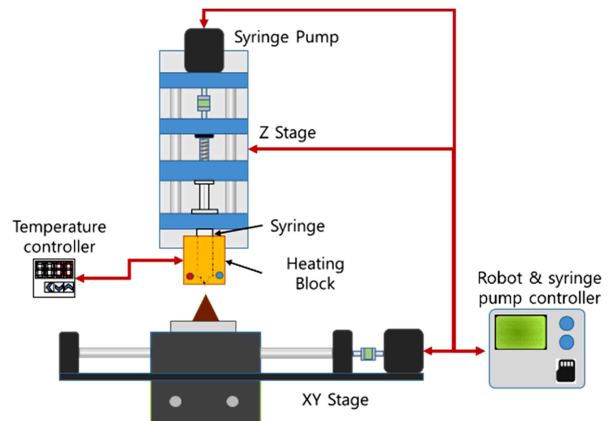 Syringe Pump
Z Stage
Syringe
Temperature
controller
Heating
Block
Robot & syringe
pump controller
XY Stage